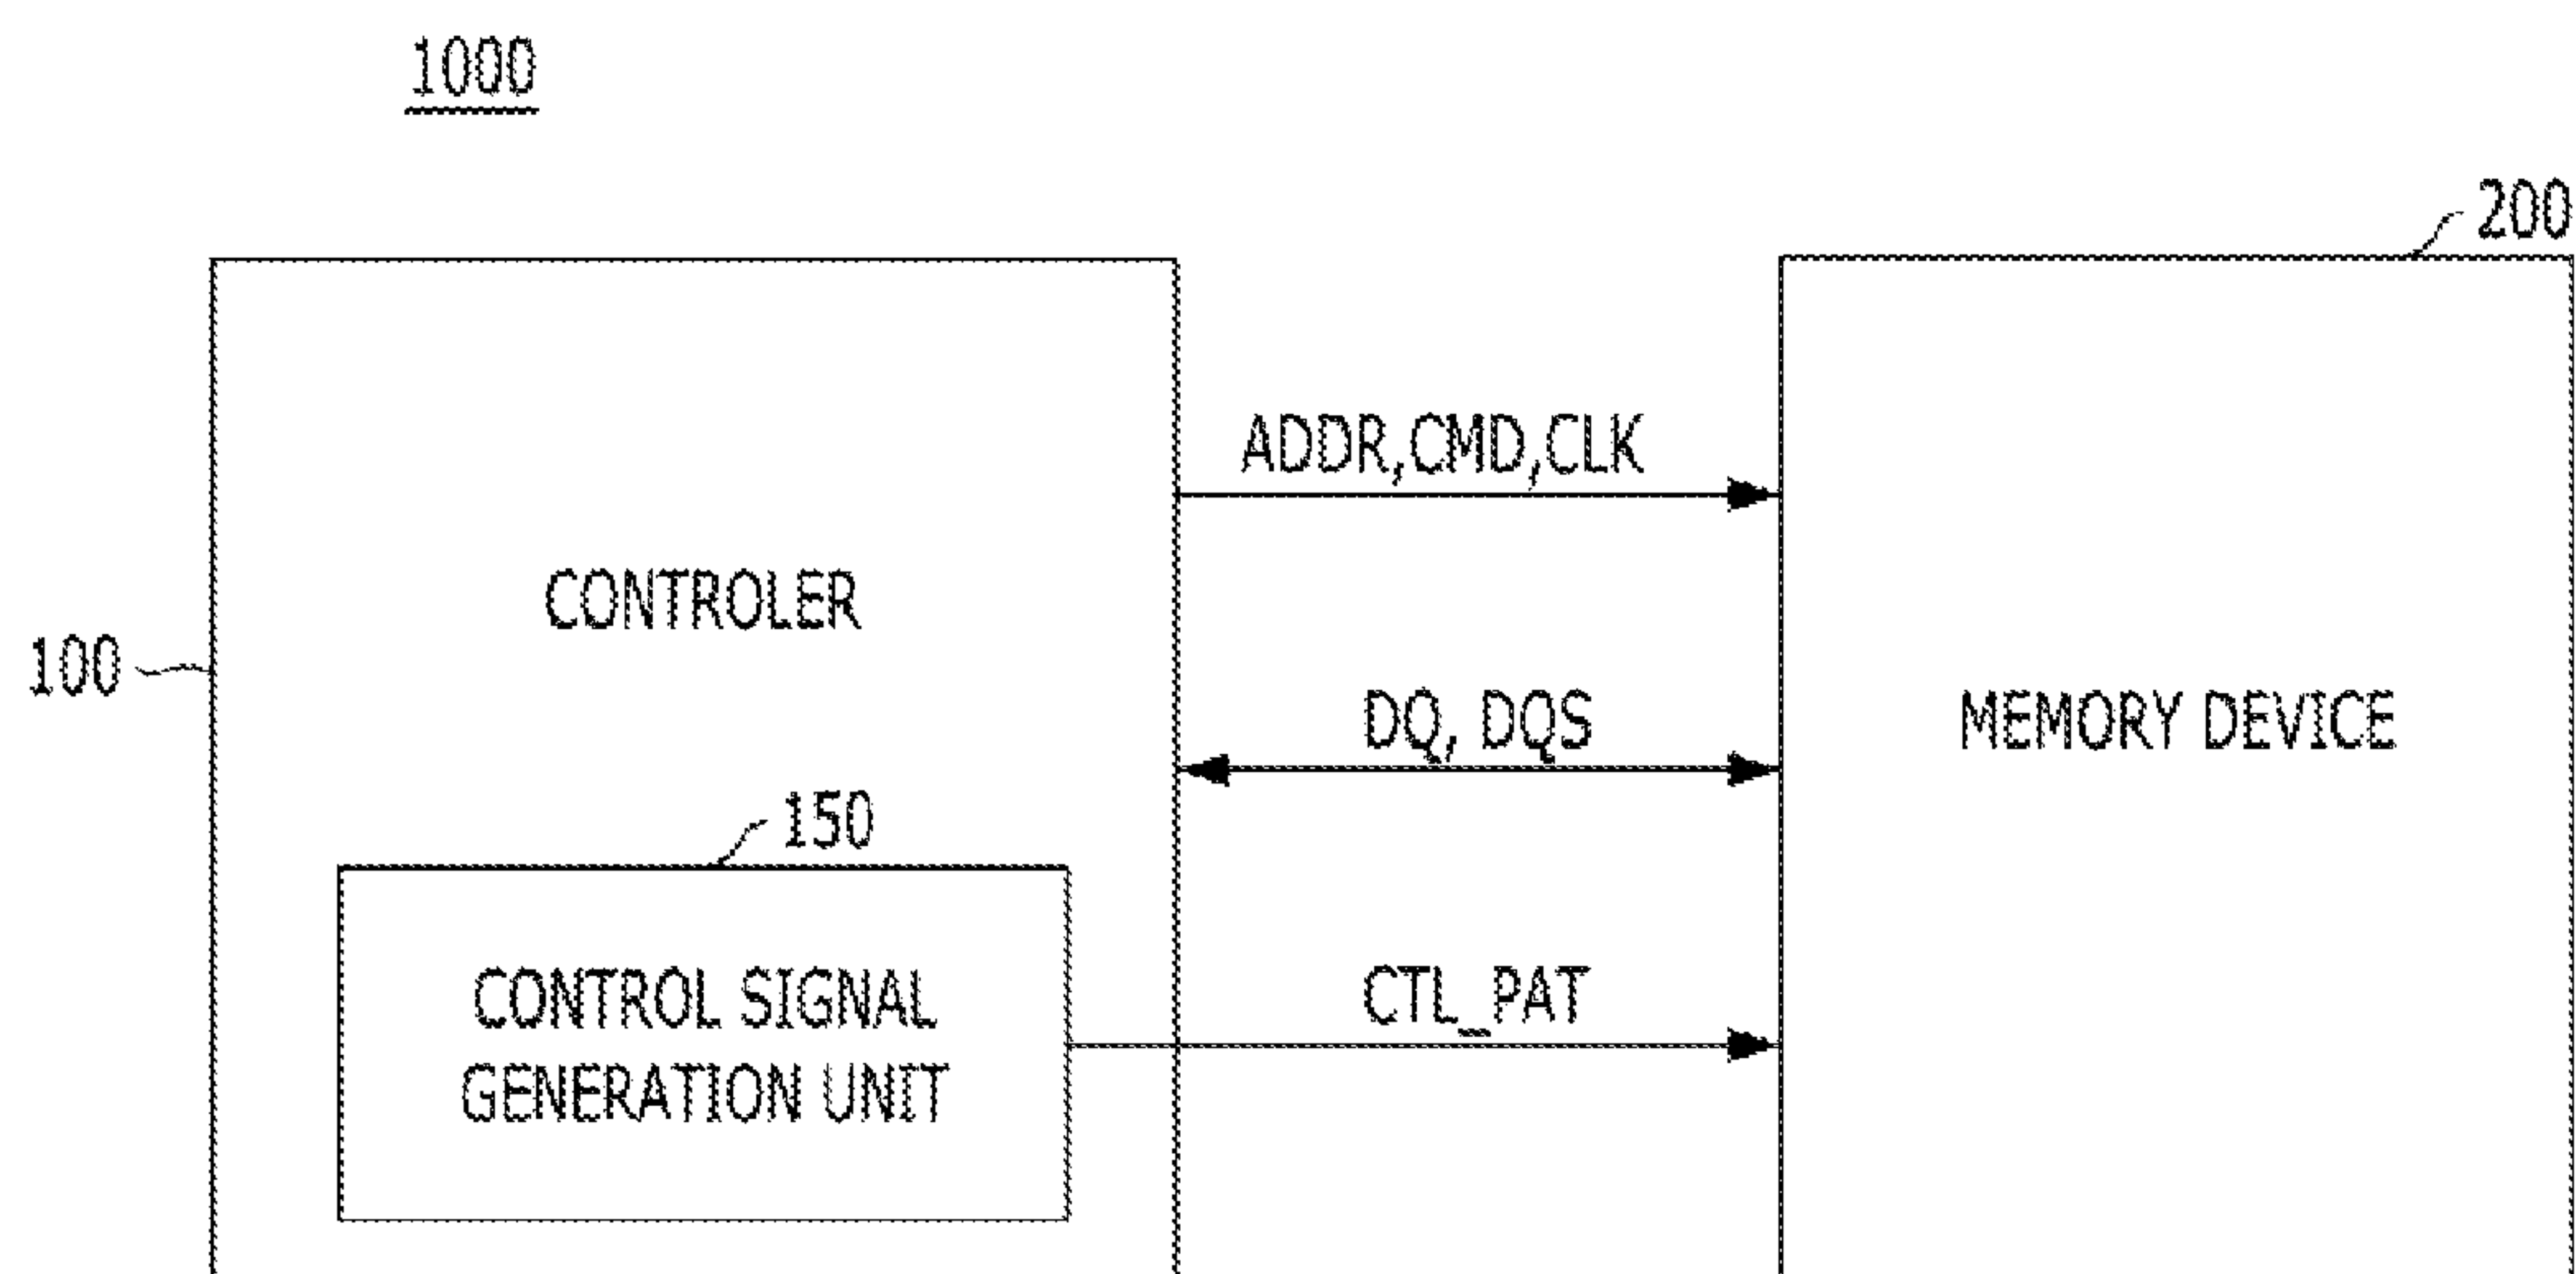 1000
200
ADDR,CMD,CLK
CONTROLER
100
DQ, DQS
MEMORY DEVICE
150
CONTROL SIGNAL
GENERATION UNIT
CTL_PAT